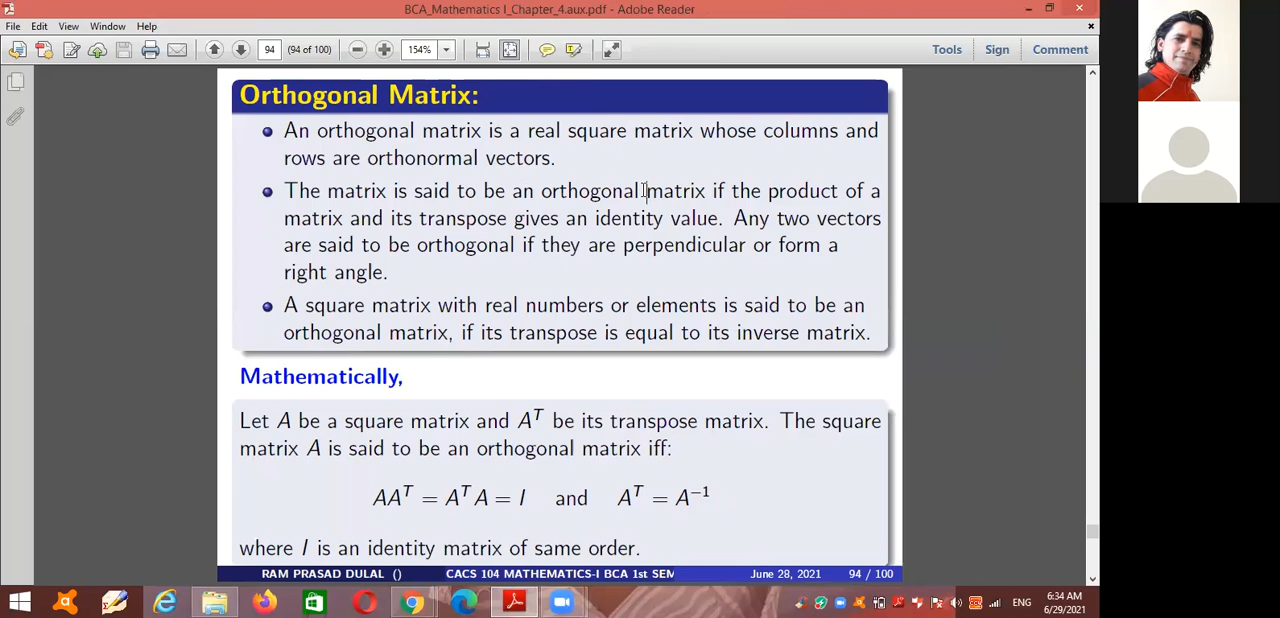 BCA_Mathematics I_Chapter_4.aux.pdf - Adobe Reader
File Edit View Window Help
94 (94 of 100) 154% Tools Sign Comment
Orthogonal Matrix:
An orthogonal matrix is a real square matrix whose columns and
rows are orthonormal vectors.
The matrix is said to be an orthogonal matrix if the product of a
matrix and its transpose gives an identity value. Any two vectors
are said to be orthogonal if they are perpendicular or form a
right angle.
A square matrix with real numbers or elements is said to be an
orthogonal matrix, if its transpose is equal to its inverse matrix.
Mathematically,
Let A be a square matrix and Aᵀ be its transpose matrix. The square
matrix A is said to be an orthogonal matrix iff:
AAᵀ = AᵀA = I and Aᵀ = A⁻¹
where I is an identity matrix of same order.
RAM PRASAD DULAL () CACS 104 MATHEMATICS-I BCA 1st SEM June 28, 2021 94 / 100
ENG 6:34 AM
6/29/2021